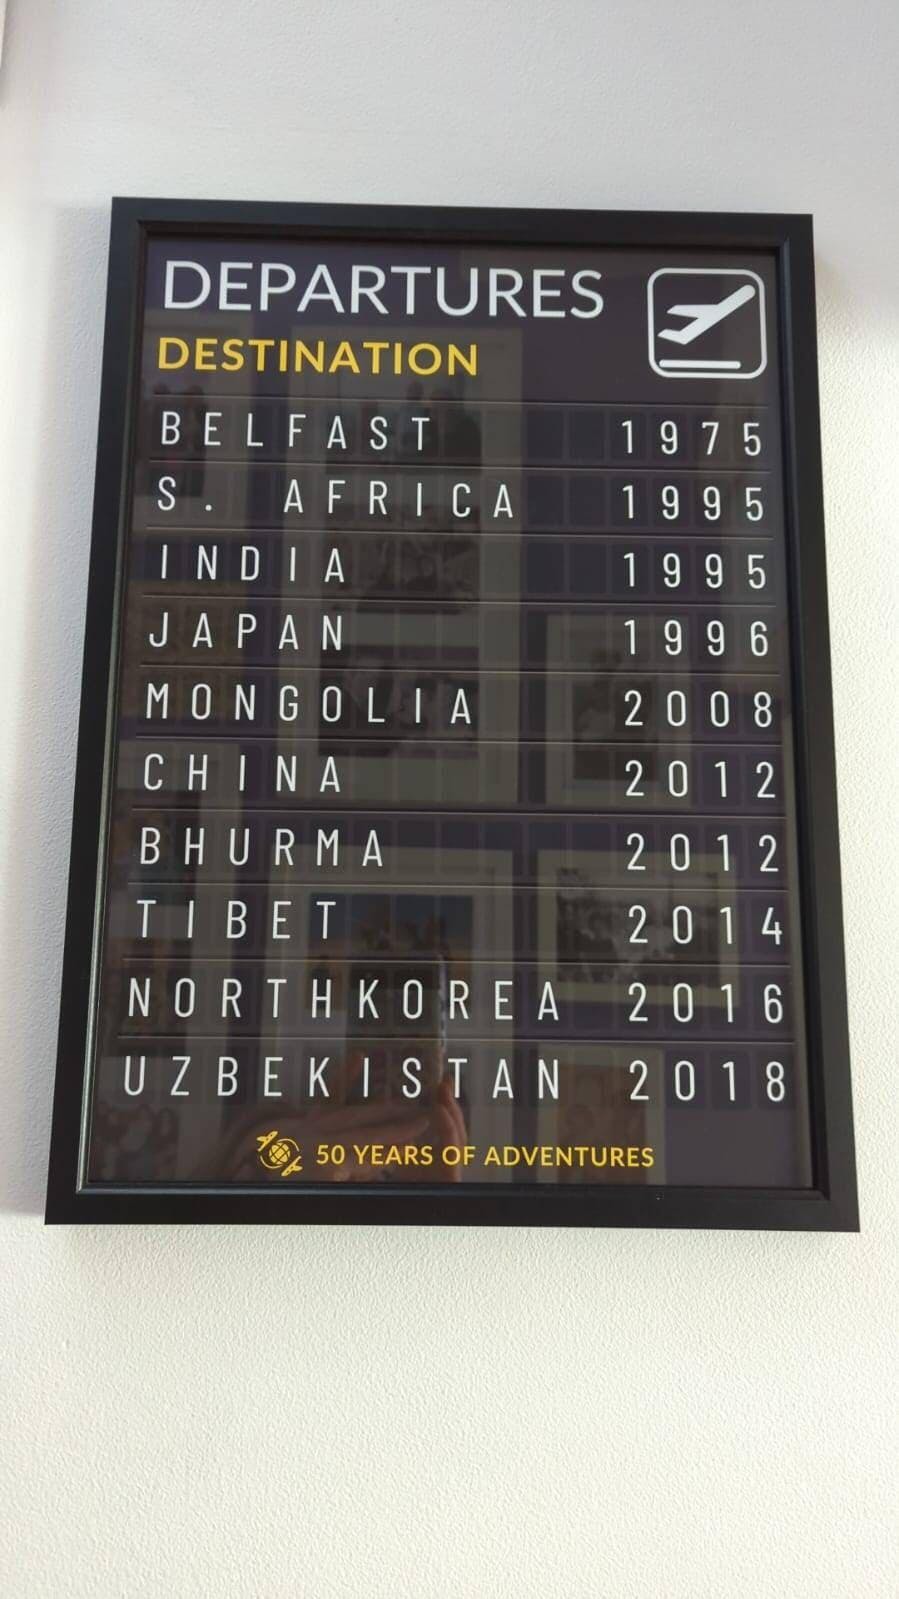 DEPARTURES
DESTINATION
BELFAST 1975
S. AFRICA 1995
INDIA 1995
JAPAN 1996
MONGOLIA 2008
CHINA 2012
BHURMA 2012
TIBET 2014
NORTHKOREA 2016
UZBEKISTAN 2018
50 YEARS OF ADVENTURES